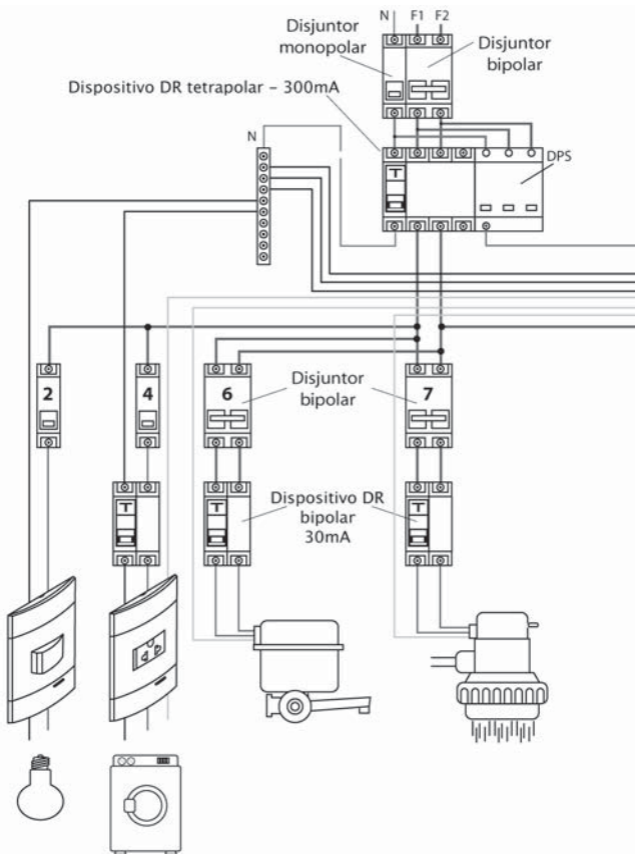 N F1 F2
Disjuntor
monopolar
Disjuntor
bipolar
Dispositivo DR tetrapolar – 300mA
N
T
DPS
2
4
6
Disjuntor
bipolar
7
T
T
Dispositivo DR
bipolar
30mA
T